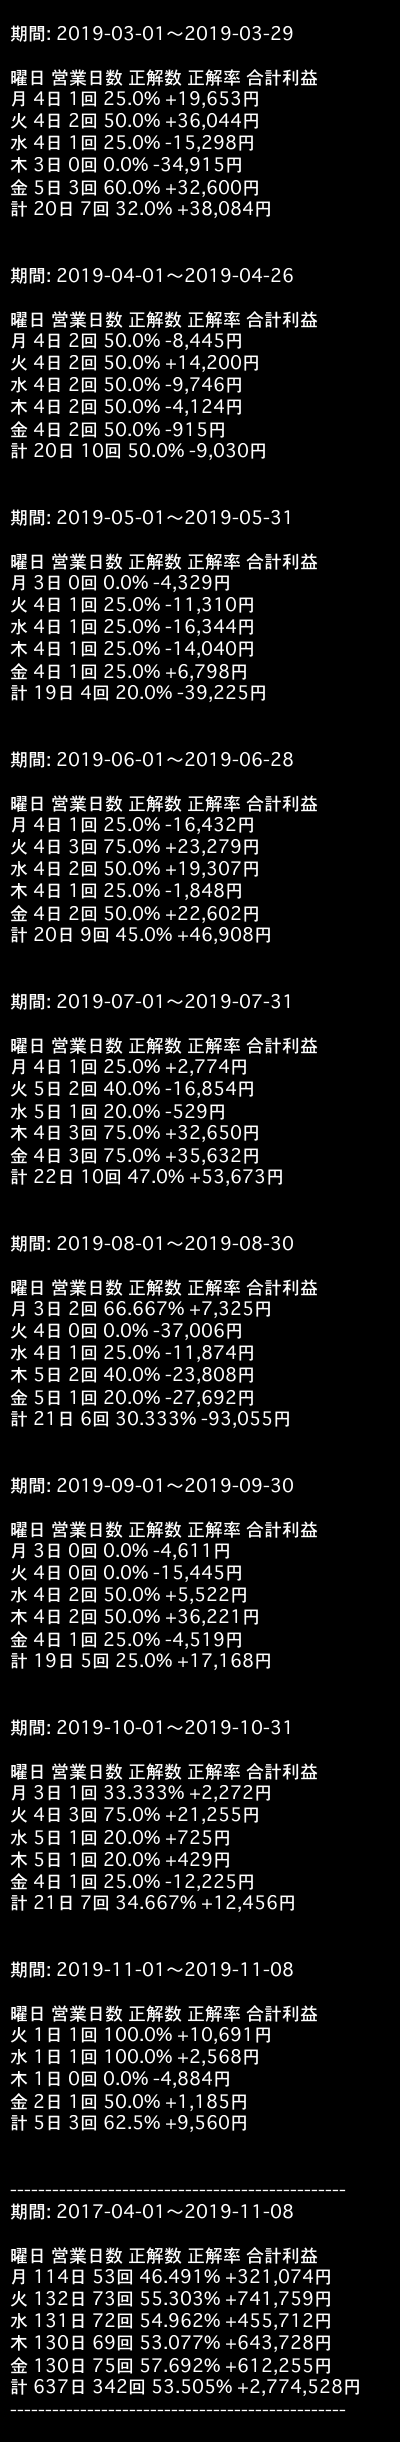 期間: 2019-03-01～2019-03-29
曜日 営業日数 正解数 正解率 合計利益
月 4日 1回 25.0% +19,653円
火 4日 2回 50.0% +36,044円
水 4日 1回 25.0% -15,298円
木 3日 0回 0.0% -34,915円
金 5日 3回 60.0% +32,600円
計 20日 7回 32.0% +38,084円
期間: 2019-04-01～2019-04-26
曜日 営業日数 正解数 正解率 合計利益
月 4日 2回 50.0% -8,445円
火 4日 2回 50.0% +14,200円
水 4日 2回 50.0% -9,746円
木 4日 2回 50.0% -4,124円
金 4日 2回 50.0% -915円
計 20日 10回 50.0% -9,030円
期間: 2019-05-01～2019-05-31
曜日 営業日数 正解数 正解率 合計利益
月 3日 0回 0.0% -4,329円
火 4日 1回 25.0% -11,310円
水 4日 1回 25.0% -16,344円
木 4日 1回 25.0% -14,040円
金 4日 1回 25.0% +6,798円
計 19日 4回 20.0% -39,225円
期間: 2019-06-01～2019-06-28
曜日 営業日数 正解数 正解率 合計利益
月 4日 1回 25.0% -16,432円
火 4日 3回 75.0% +23,279円
水 4日 2回 50.0% +19,307円
木 4日 1回 25.0% -1,848円
金 4日 2回 50.0% +22,602円
計 20日 9回 45.0% +46,908円
期間: 2019-07-01～2019-07-31
曜日 営業日数 正解数 正解率 合計利益
月 4日 1回 25.0% +2,774円
火 5日 2回 40.0% -16,854円
水 5日 1回 20.0% -529円
木 4日 3回 75.0% +32,650円
金 4日 3回 75.0% +35,632円
計 22日 10回 47.0% +53,673円
期間: 2019-08-01～2019-08-30
曜日 営業日数 正解数 正解率 合計利益
月 3日 2回 66.667% +7,325円
火 4日 0回 0.0% -37,006円
水 4日 1回 25.0% -11,874円
木 5日 2回 40.0% -23,808円
金 5日 1回 20.0% -27,692円
計 21日 6回 30.333% -93,055円
期間: 2019-09-01～2019-09-30
曜日 営業日数 正解数 正解率 合計利益
月 3日 0回 0.0% -4,611円
火 4日 0回 0.0% -15,445円
水 4日 2回 50.0% +5,522円
木 4日 2回 50.0% +36,221円
金 4日 1回 25.0% -4,519円
計 19日 5回 25.0% +17,168円
期間: 2019-10-01～2019-10-31
曜日 営業日数 正解数 正解率 合計利益
月 3日 1回 33.333% +2,272円
火 4日 3回 75.0% +21,255円
水 5日 1回 20.0% +725円
木 5日 1回 20.0% +429円
金 4日 1回 25.0% -12,225円
計 21日 7回 34.667% +12,456円
期間: 2019-11-01～2019-11-08
曜日 営業日数 正解数 正解率 合計利益
火 1日 1回 100.0% +10,691円
水 1日 1回 100.0% +2,568円
木 1日 0回 0.0% -4,884円
金 2日 1回 50.0% +1,185円
計 5日 3回 62.5% +9,560円
------------------------------------------------
期間: 2017-04-01～2019-11-08
曜日 営業日数 正解数 正解率 合計利益
月 114日 53回 46.491% +321,074円
火 132日 73回 55.303% +741,759円
水 131日 72回 54.962% +455,712円
木 130日 69回 53.077% +643,728円
金 130日 75回 57.692% +612,255円
計 637日 342回 53.505% +2,774,528円
------------------------------------------------